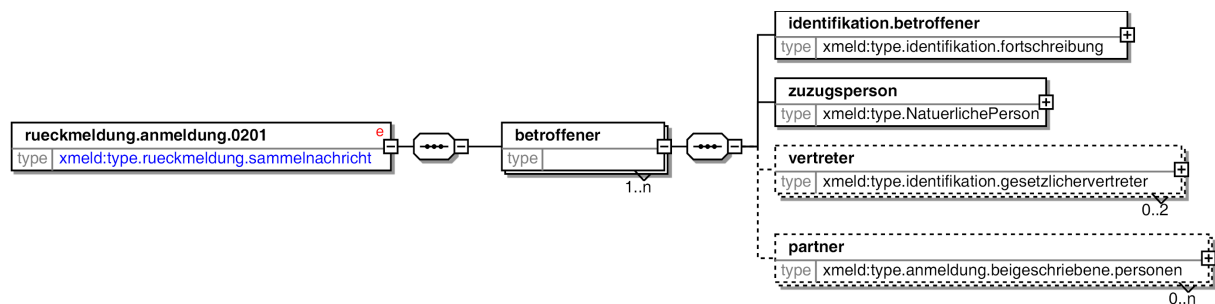 identifikation.betroffener
type xmeld:type.identifikation.fortschreibung
zuzugsperson
type xmeld:type.NatuerlichePerson
rueckmeldung.anmeldung.0201 e
type xmeld:type.rueckmeldung.sammelnachricht
betroffener
type
1..n
vertreter
type xmeld:type.identifikation.gesetzlichervertreter
0..2
partner
type xmeld:type.anmeldung.beigeschriebene.personen
0..n